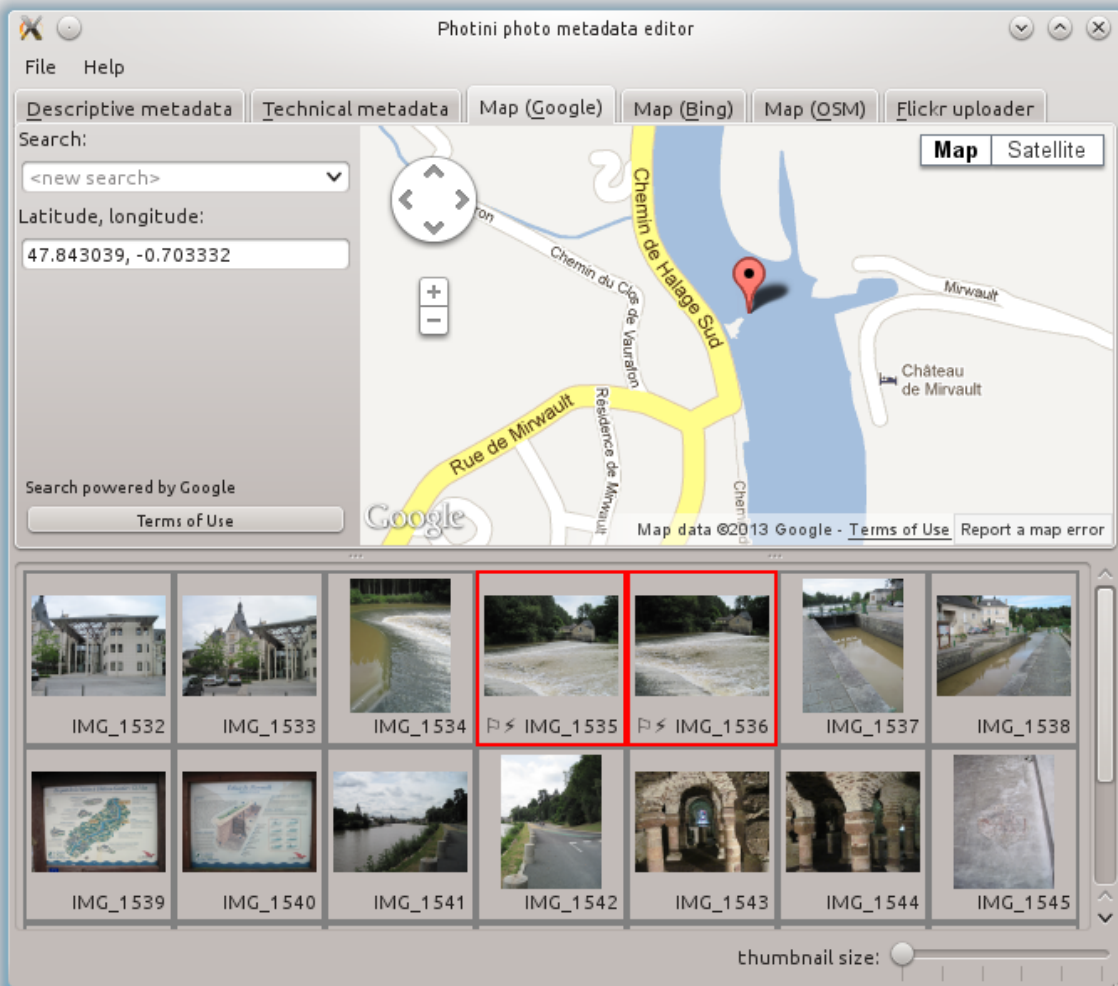 Photini photo metadata editor
File Help
Descriptive metadata Technical metadata Map (Google) Map (Bing) Map (OSM) Flickr uploader
Search:
<new search>
Latitude, longitude:
47.843039, -0.703332
Search powered by Google
Terms of Use
Map Satellite
ron
Chemin du Clos de Vaurafon
Chemin de Halage Sud
Mirwault
Château
de Mirvault
Rue de Mirwault
Résidence de Mirwault
Google
Map data ©2013 Google - Terms of Use Report a map error
IMG_1532 IMG_1533 IMG_1534 IMG_1535 IMG_1536 IMG_1537 IMG_1538
IMG_1539 IMG_1540 IMG_1541 IMG_1542 IMG_1543 IMG_1544 IMG_1545
thumbnail size: